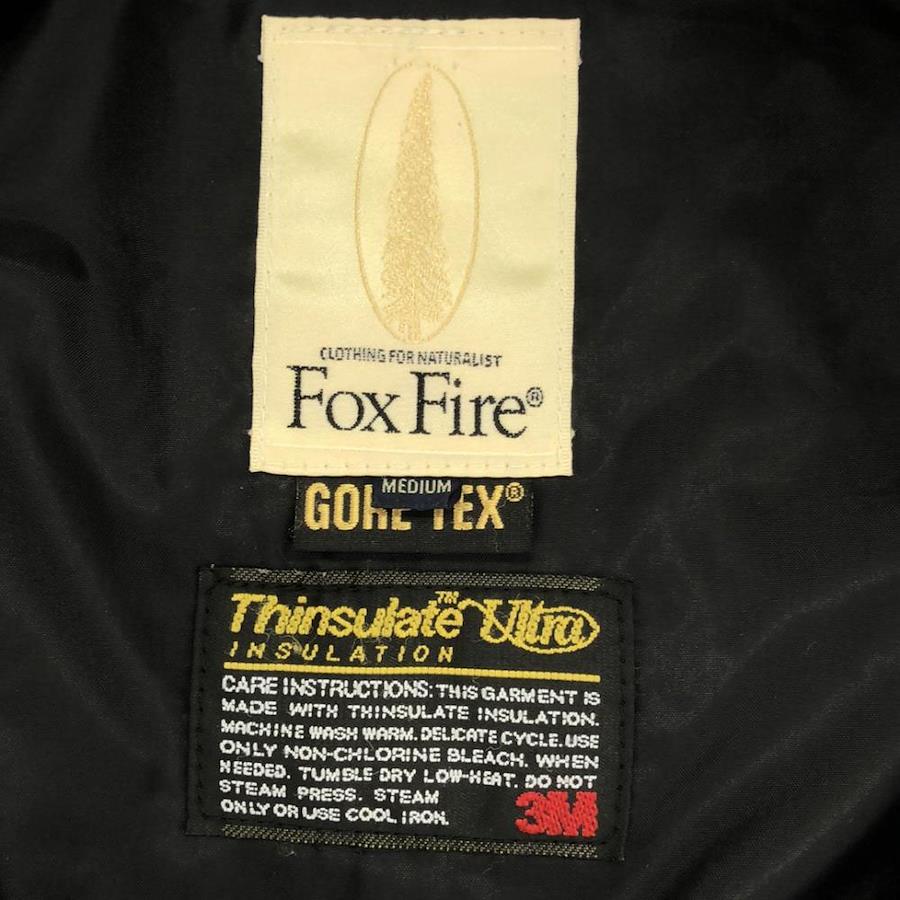 CLOTHING FOR NATURALIST
Fox Fire®
MEDIUM
GORE-TEX®
Thinsulate™ Ultra
INSULATION
CARE INSTRUCTIONS: THIS GARMENT IS
MADE WITH THINSULATE INSULATION.
MACHINE WASH WARM. DELICATE CYCLE. USE
ONLY NON-CHLORINE BLEACH. WHEN
NEEDED. TUMBLE DRY LOW-HEAT. DO NOT
STEAM PRESS. STEAM
ONLY OR USE COOL IRON.
3M